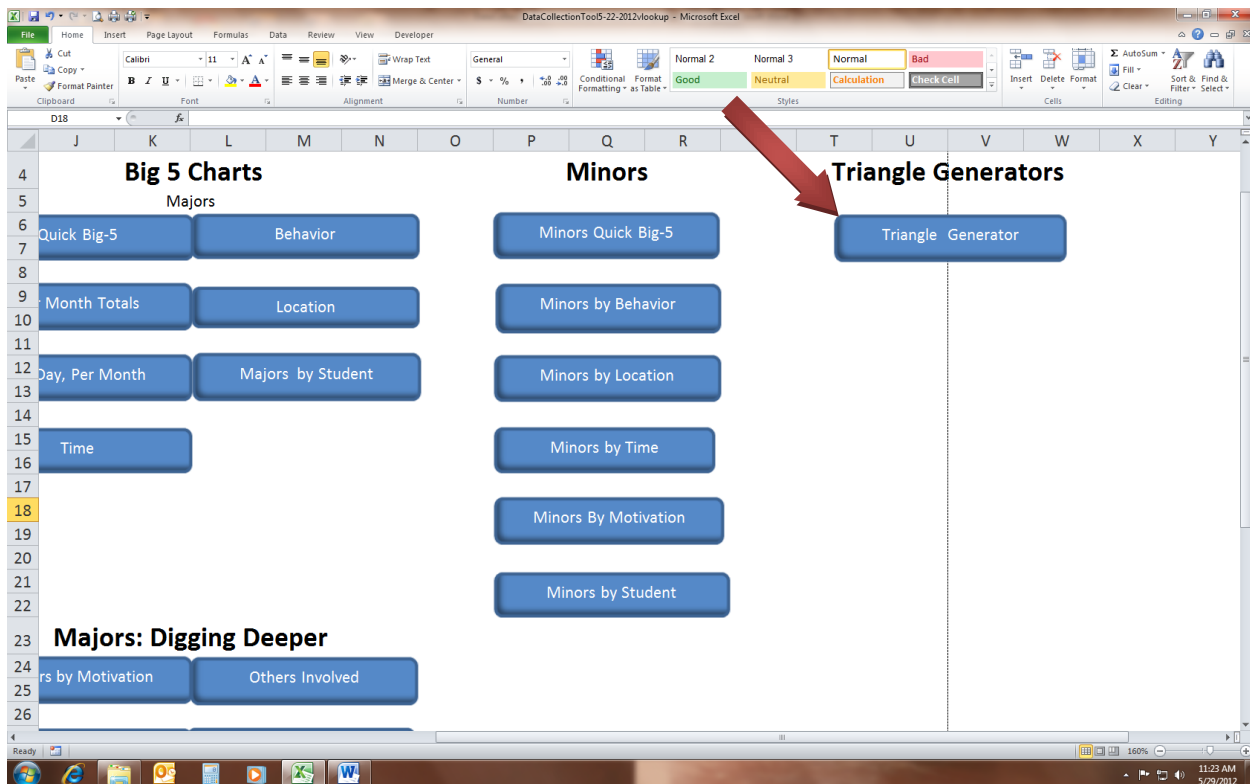 DataCollectionTool5-22-2012vlookup - Microsoft Excel
File Home Insert Page Layout Formulas Data Review View Developer
Paste
Cut
Copy
Format Painter
Clipboard
Calibri 11
B I U
Font
Wrap Text
Merge & Center
Alignment
General
$ % , .0 .00 .00 .0
Number
Conditional Formatting
Format as Table
Normal 2 Normal 3 Normal Bad
Good Neutral Calculation Check Cell
Styles
Insert Delete Format
Cells
Σ AutoSum
Fill
Clear
Sort & Filter
Find & Select
Editing
D18 fx
J K L M N O P Q R T U V W X Y
4 Big 5 Charts Minors Triangle Generators
5 Majors
6 Quick Big-5 Behavior Minors Quick Big-5 Triangle Generator
7
8
9 Month Totals Location Minors by Behavior
10
11
12 Day, Per Month Majors by Student Minors by Location
13
14
15 Time Minors by Time
16
17
18 Minors By Motivation
19
20
21 Minors by Student
22
23 Majors: Digging Deeper
24 rs by Motivation Others Involved
25
26
Ready 160%
11:23 AM
5/29/2012